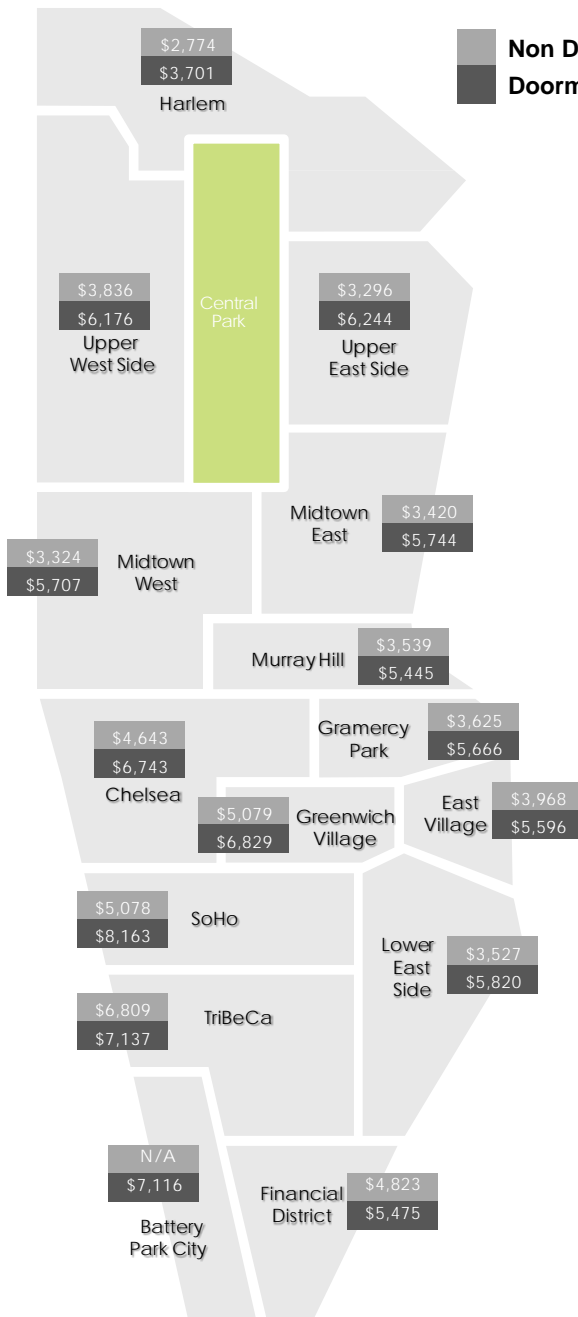 $2,774
$3,701
Harlem
Non D
Doorm
$3,836
$6,176
Upper
West Side
Central
Park
$3,296
$6,244
Upper
East Side
Midtown
East
$3,420
$5,744
$3,324
$5,707
Midtown
West
Murray Hill
$3,539
$5,445
$4,643
$6,743
Chelsea
Gramercy
Park
$3,625
$5,666
$5,079
$6,829
Greenwich
Village
East
Village
$3,968
$5,596
$5,078
$8,163
SoHo
Lower
East
Side
$3,527
$5,820
$6,809
$7,137
TriBeCa
N/A
$7,116
Battery
Park City
Financial
District
$4,823
$5,475